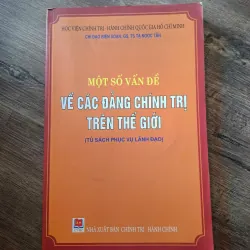 HỌC VIỆN CHÍNH TRỊ - HÀNH CHÍNH QUỐC GIA HỒ CHÍ MINH
MỘT SỐ VẤN ĐỀ
VỀ CÁC ĐẢNG CHÍNH TRỊ
TRÊN THẾ GIỚI
(TỦ SÁCH PHỤC VỤ LÃNH ĐẠO)
NHÀ XUẤT BẢN CHÍNH TRỊ - HÀNH CHÍNH